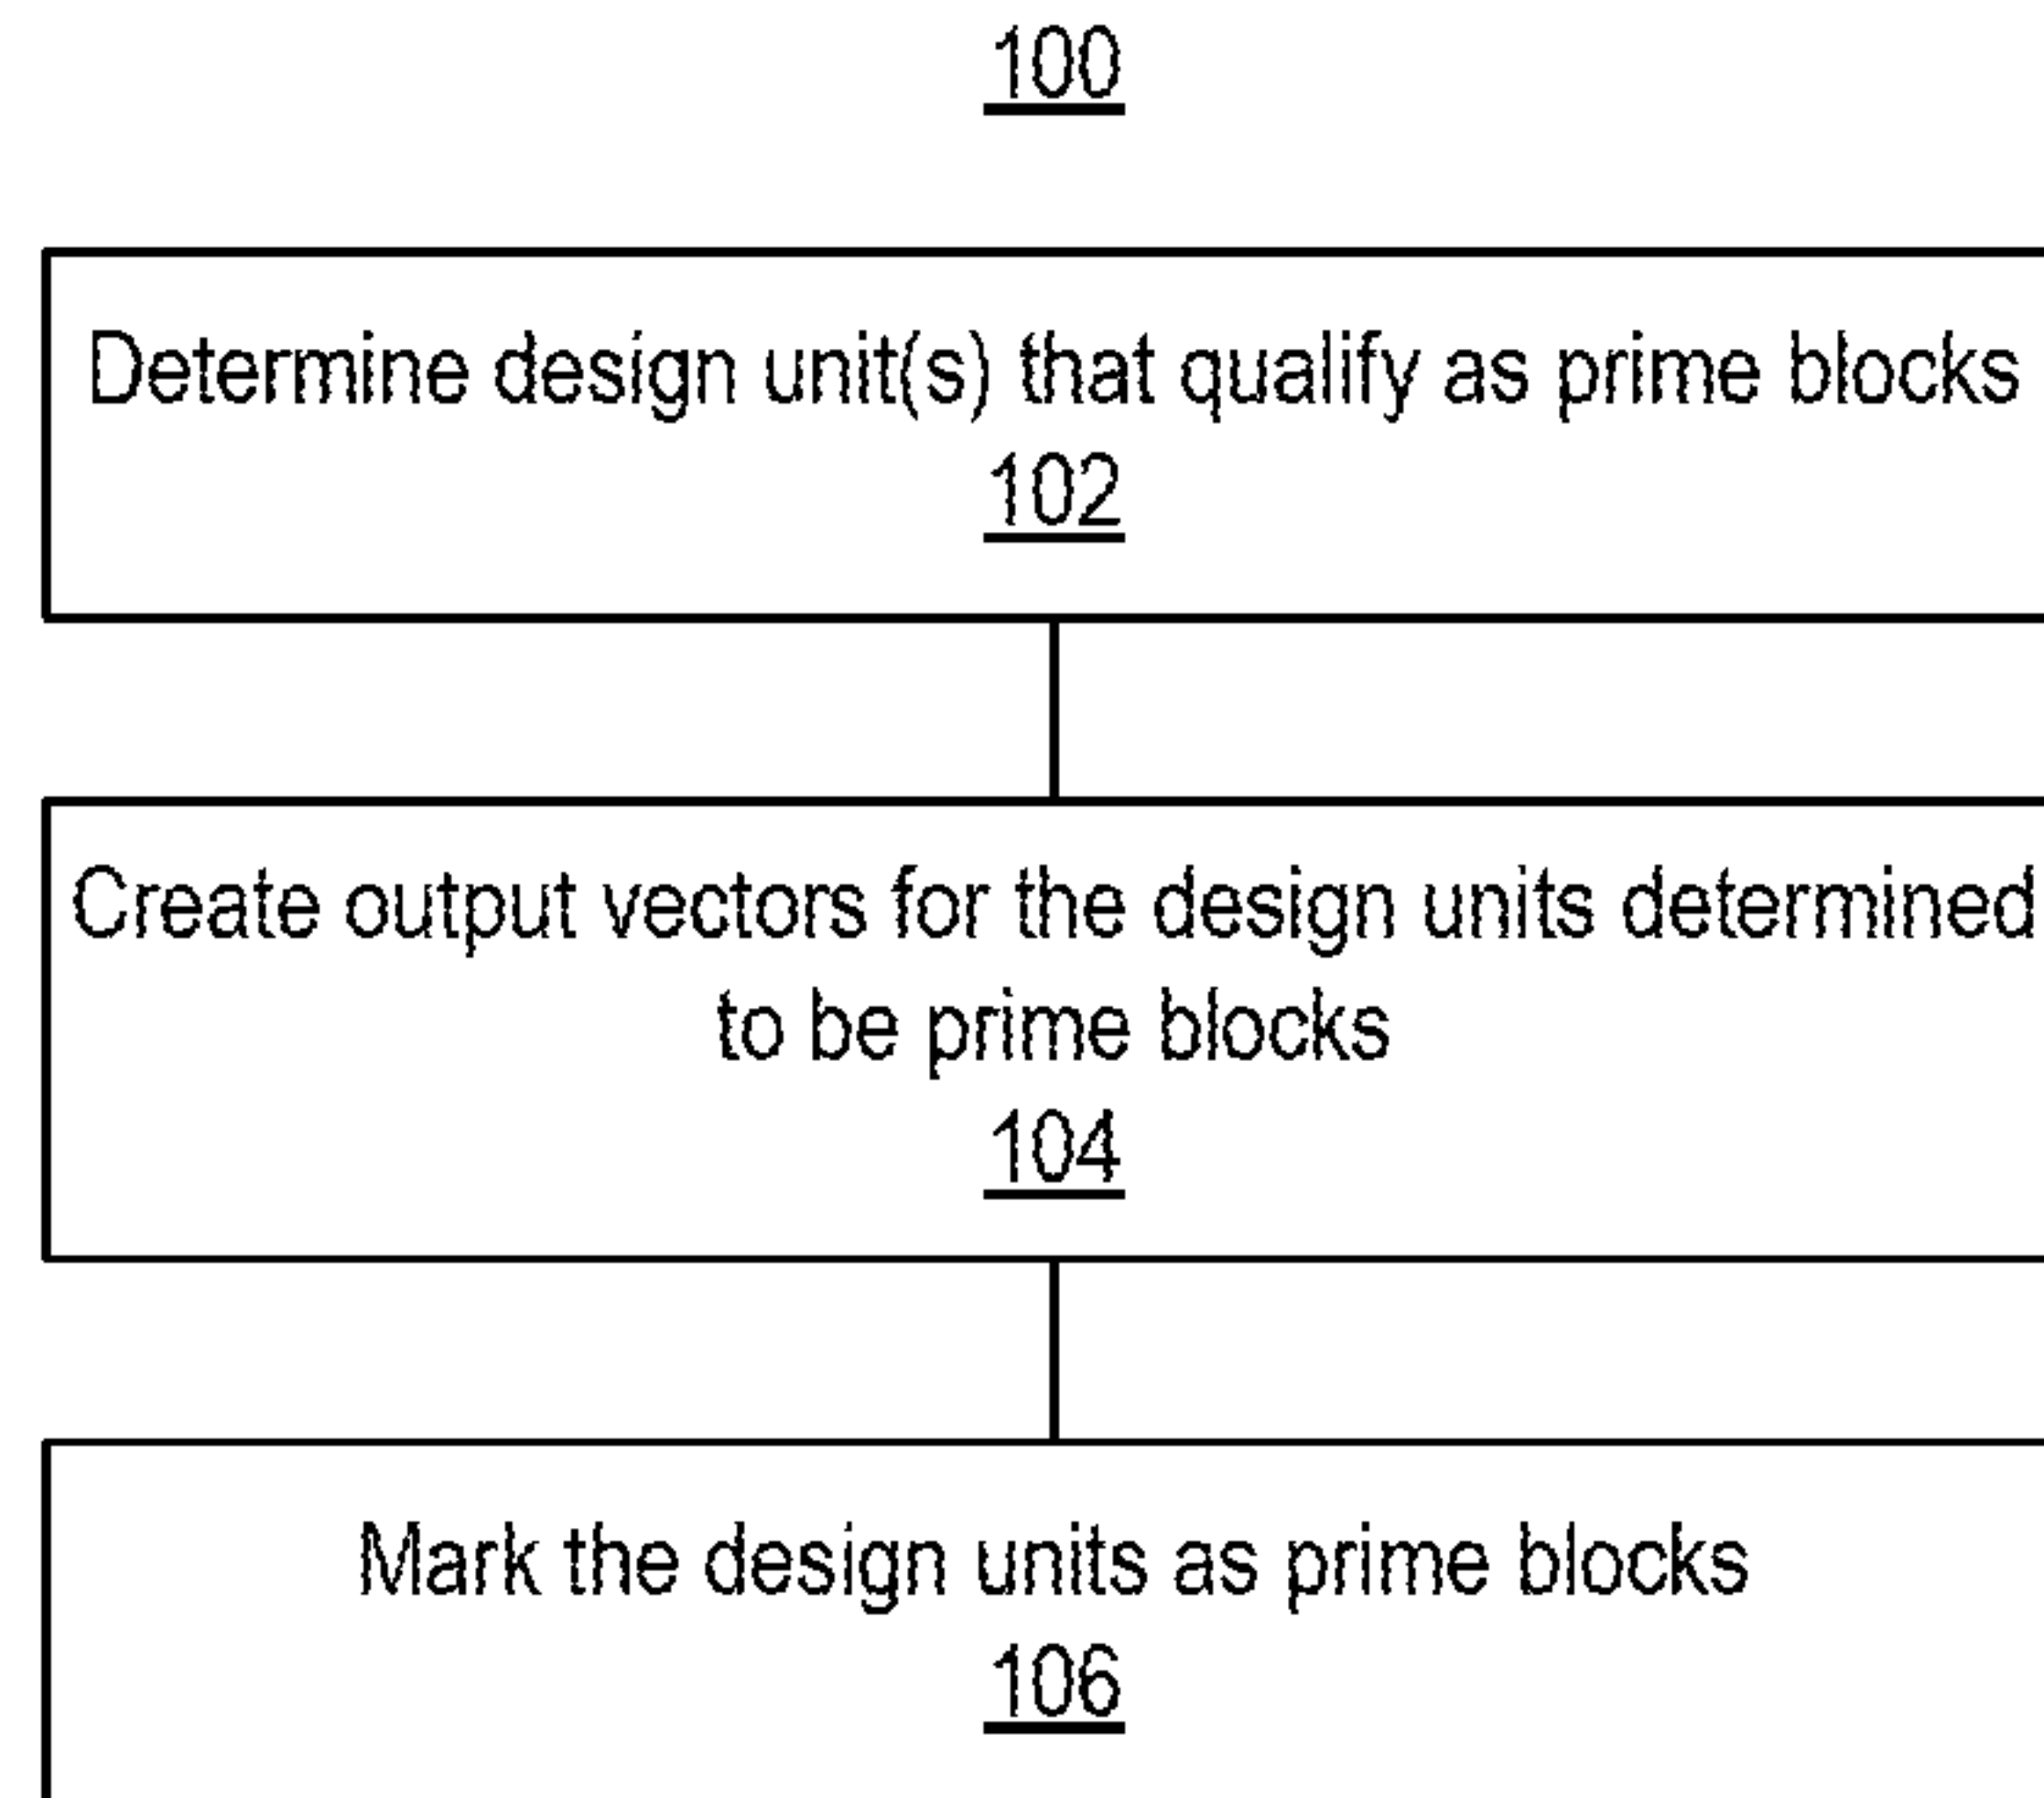 100
Determine design unit(s) that qualify as prime blocks
102
Create output vectors for the design units determined
to be prime blocks
104
Mark the design units as prime blocks
106